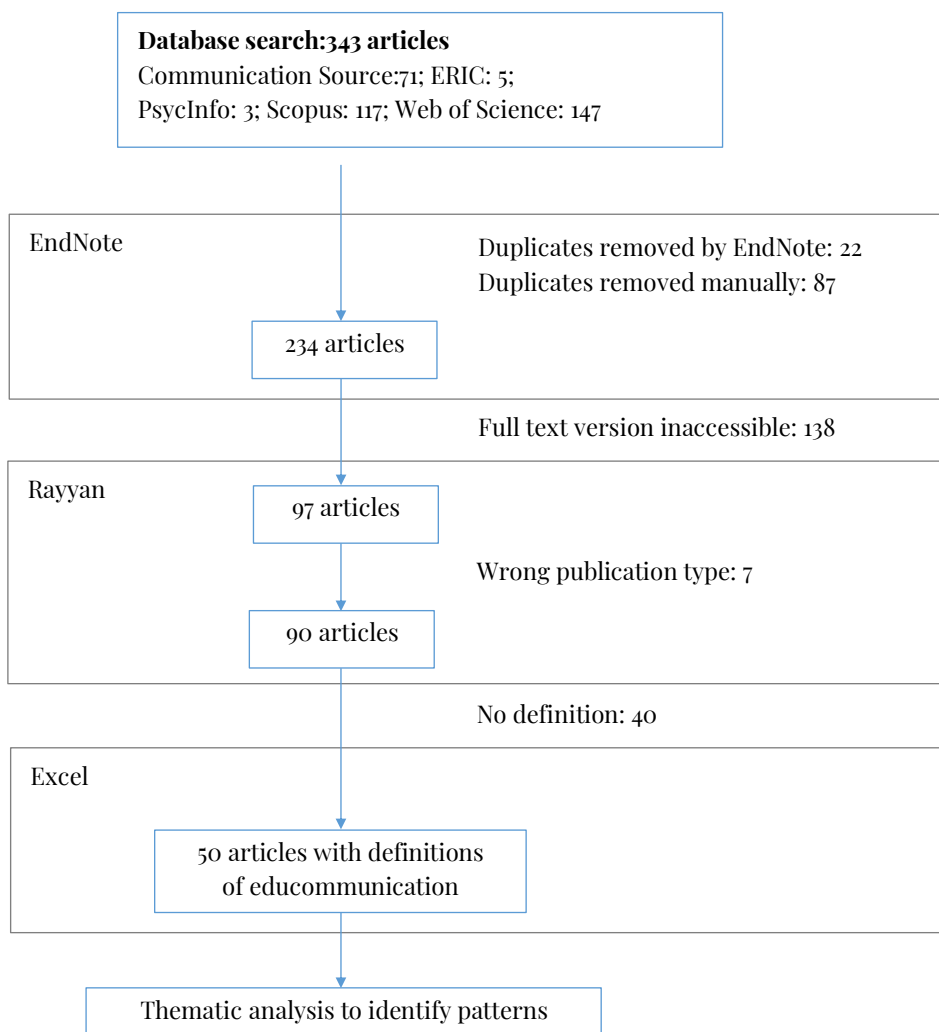 Database search:343 articles
Communication Source:71; ERIC: 5;
PsycInfo: 3; Scopus: 117; Web of Science: 147
EndNote
Duplicates removed by EndNote: 22
Duplicates removed manually: 87
234 articles
Full text version inaccessible: 138
Rayyan
97 articles
Wrong publication type: 7
90 articles
No definition: 40
Excel
50 articles with definitions
of educommunication
Thematic analysis to identify patterns